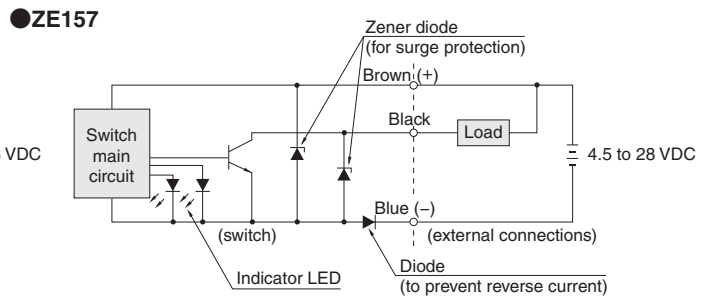 ●ZE157
Zener diode
(for surge protection)
Brown (+)
Black
Load
Switch
main
circuit
VDC
4.5 to 28 VDC
Blue (−)
(switch)
(external connections)
Indicator LED
Diode
(to prevent reverse current)